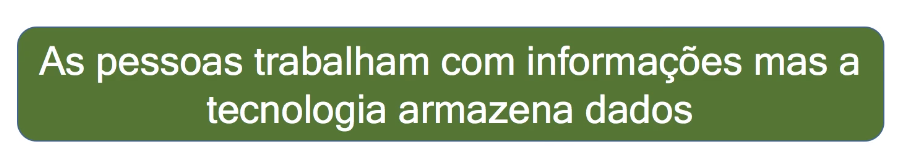 As pessoas trabalham com informações mas a
tecnologia armazena dados